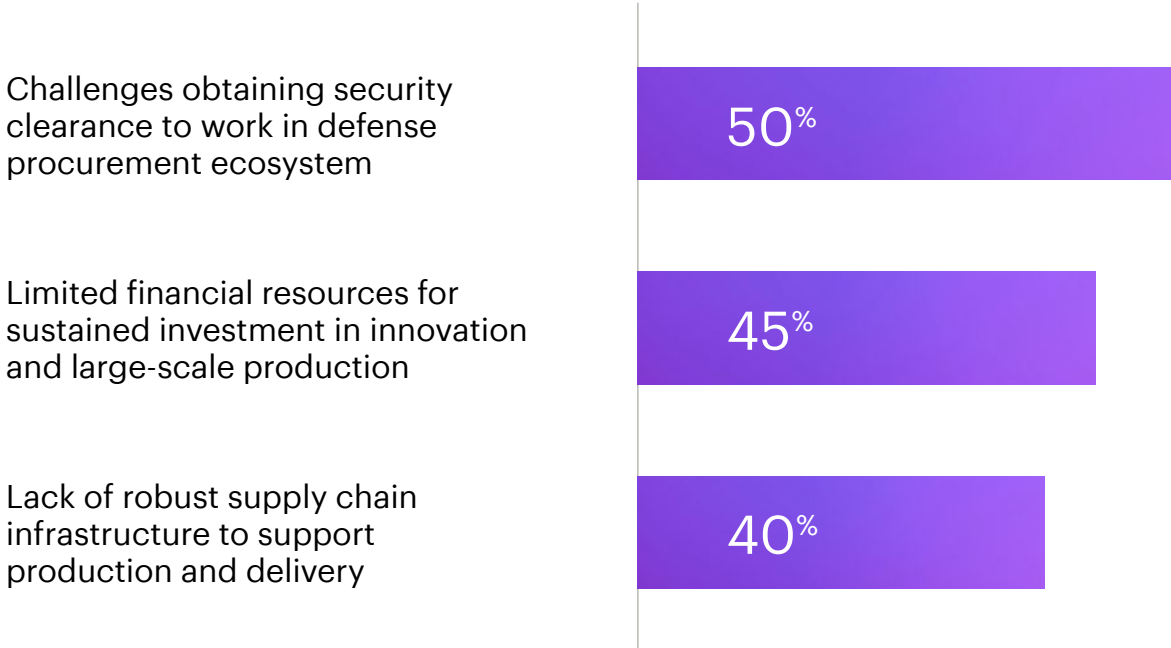 Challenges obtaining security
clearance to work in defense
procurement ecosystem
50%
Limited financial resources for
sustained investment in innovation
and large-scale production
45%
Lack of robust supply chain
infrastructure to support
production and delivery
40%